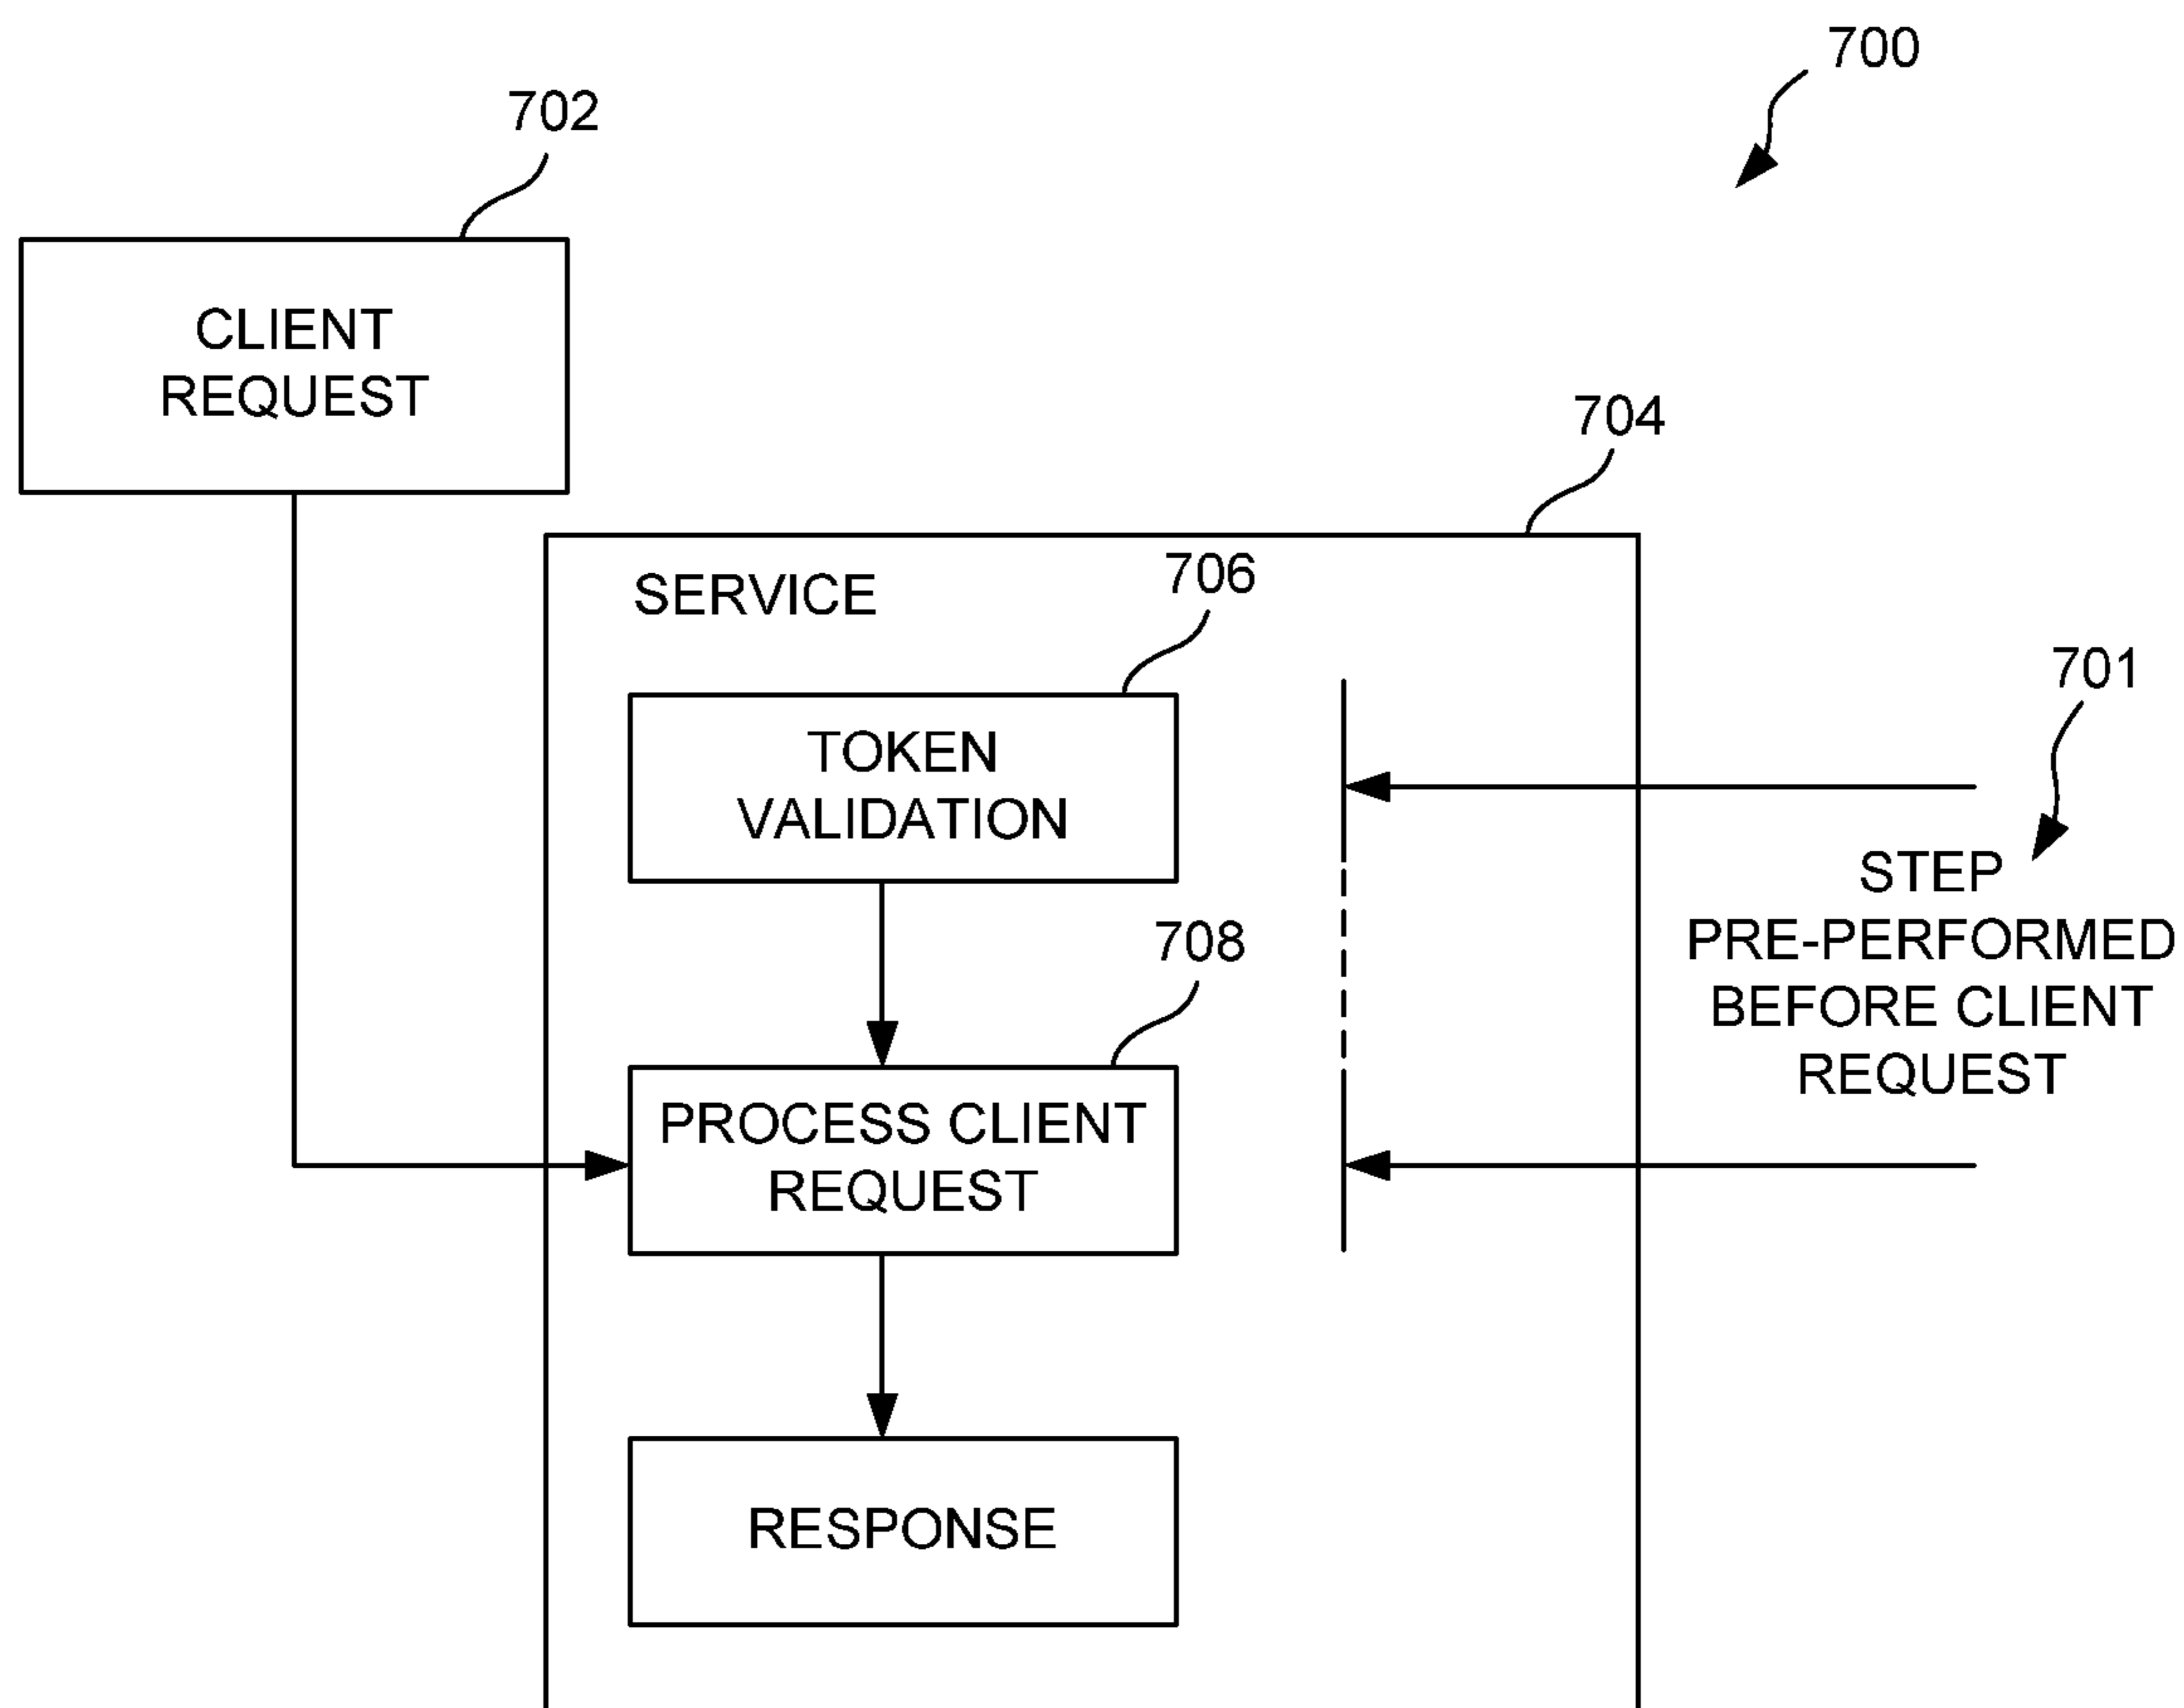 700
702
CLIENT
REQUEST
704
SERVICE
706
TOKEN
VALIDATION
701
STEP
PRE-PERFORMED
BEFORE CLIENT
REQUEST
708
PROCESS CLIENT
REQUEST
RESPONSE